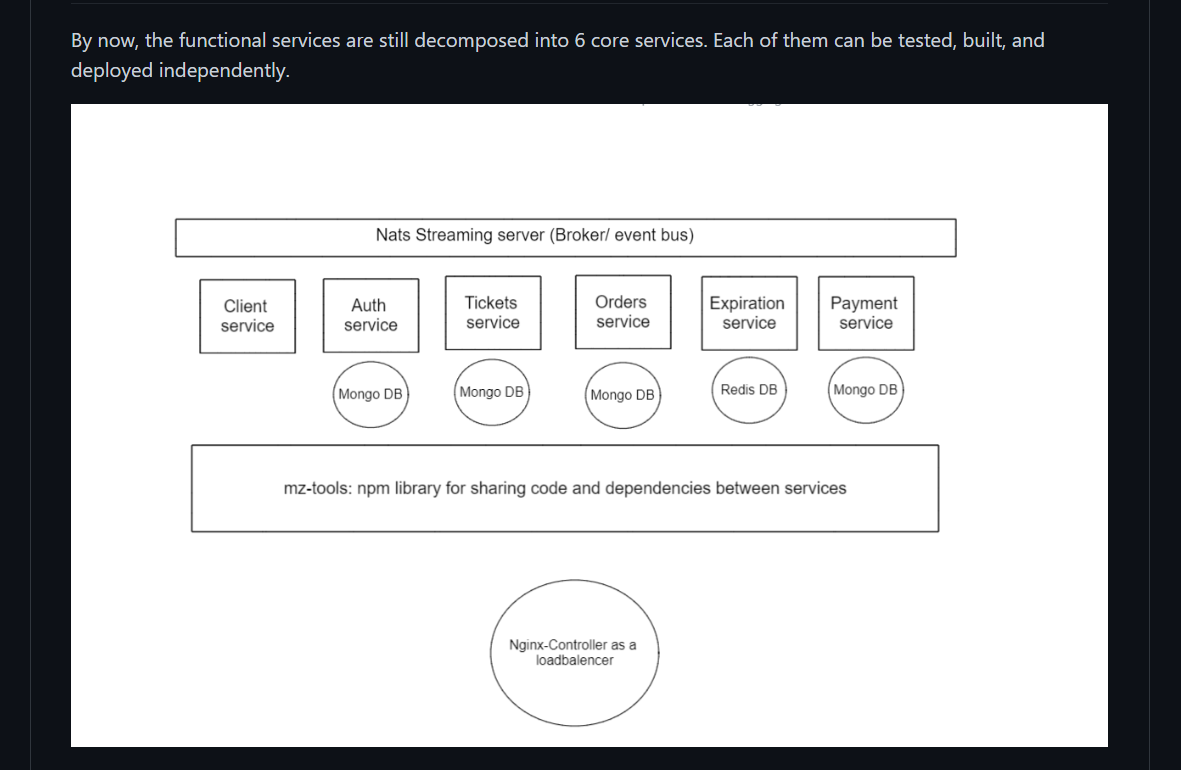 By now, the functional services are still decomposed into 6 core services. Each of them can be tested, built, and
deployed independently.
Nats Streaming server (Broker/ event bus)
Client
service
Auth
service
Tickets
service
Orders
service
Expiration
service
Payment
service
Mongo DB
Mongo DB
Mongo DB
Redis DB
Mongo DB
mz-tools: npm library for sharing code and dependencies between services
Nginx-Controller as a
loadbalencer